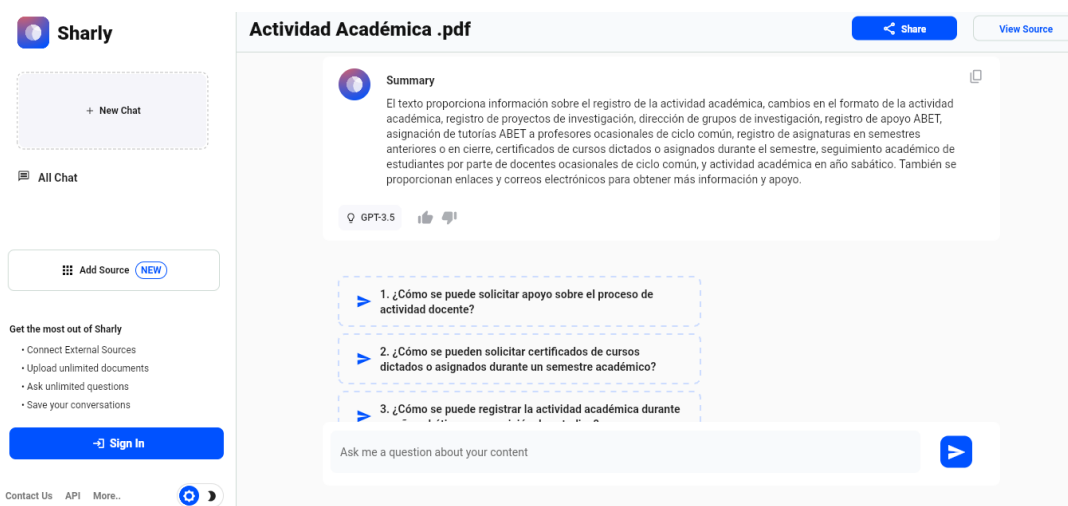 Sharly
+ New Chat
All Chat
Add Source NEW
Get the most out of Sharly
• Connect External Sources
• Upload unlimited documents
• Ask unlimited questions
• Save your conversations
Sign In
Contact Us API More..
Actividad Académica .pdf
Share
View Source
Summary
El texto proporciona información sobre el registro de la actividad académica, cambios en el formato de la actividad
académica, registro de proyectos de investigación, dirección de grupos de investigación, registro de apoyo ABET,
asignación de tutorías ABET a profesores ocasionales de ciclo común, registro de asignaturas en semestres
anteriores o en cierre, certificados de cursos dictados o asignados durante el semestre, seguimiento académico de
estudiantes por parte de docentes ocasionales de ciclo común, y actividad académica en año sabático. También se
proporcionan enlaces y correos electrónicos para obtener más información y apoyo.
GPT-3.5
1. ¿Cómo se puede solicitar apoyo sobre el proceso de
actividad docente?
2. ¿Cómo se pueden solicitar certificados de cursos
dictados o asignados durante un semestre académico?
3. ¿Cómo se puede registrar la actividad académica durante
Ask me a question about your content